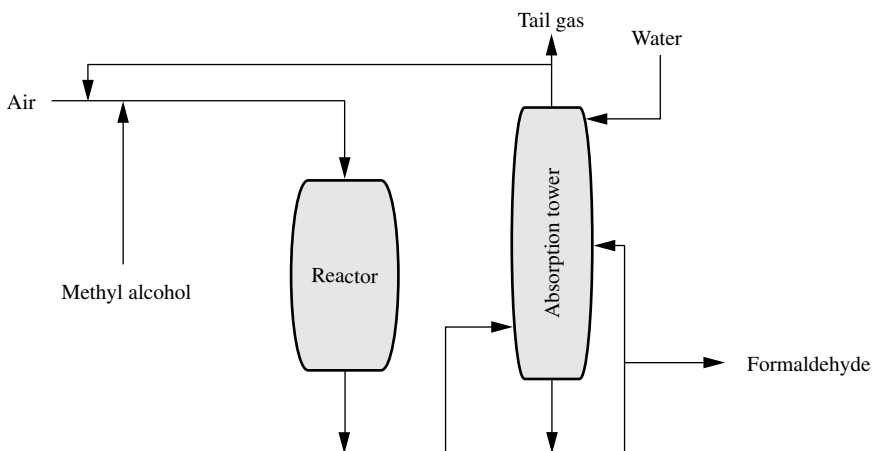 Tail gas
Water
Air
Absorption tower
Reactor
Methyl alcohol
Formaldehyde